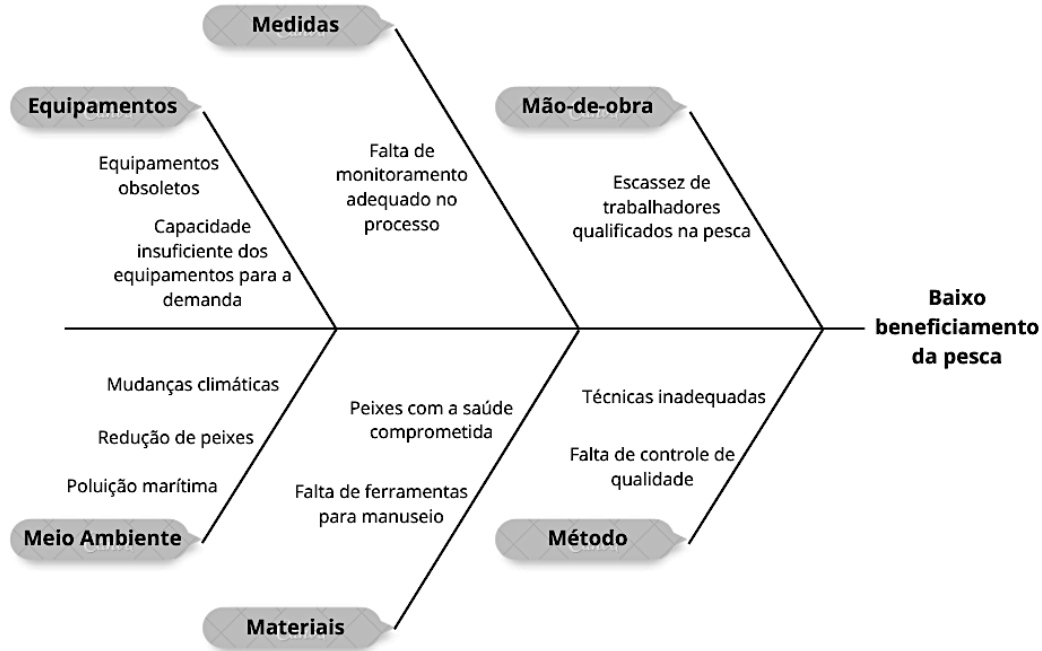 Medidas
Equipamentos
Mão-de-obra
Equipamentos
obsoletos
Capacidade
insuficiente dos
equipamentos para a
demanda
Falta de
monitoramento
adequado no
processo
Escassez de
trabalhadores
qualificados na pesca
Baixo
beneficiamento
da pesca
Mudanças climáticas
Redução de peixes
Poluição marítima
Peixes com a saúde
comprometida
Falta de ferramentas
para manuseio
Técnicas inadequadas
Falta de controle de
qualidade
Meio Ambiente
Método
Materiais